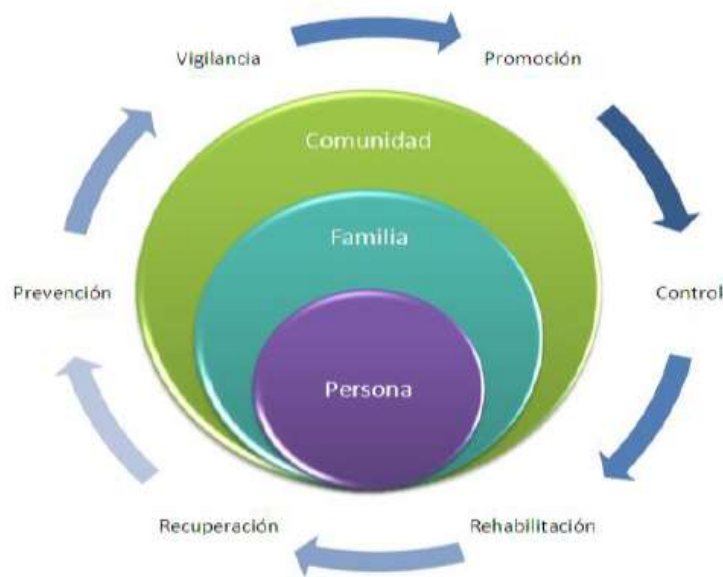 Vigilancia
Promoción
Comunidad
Familia
Prevención
Control
Persona
Recuperación
Rehabilitación